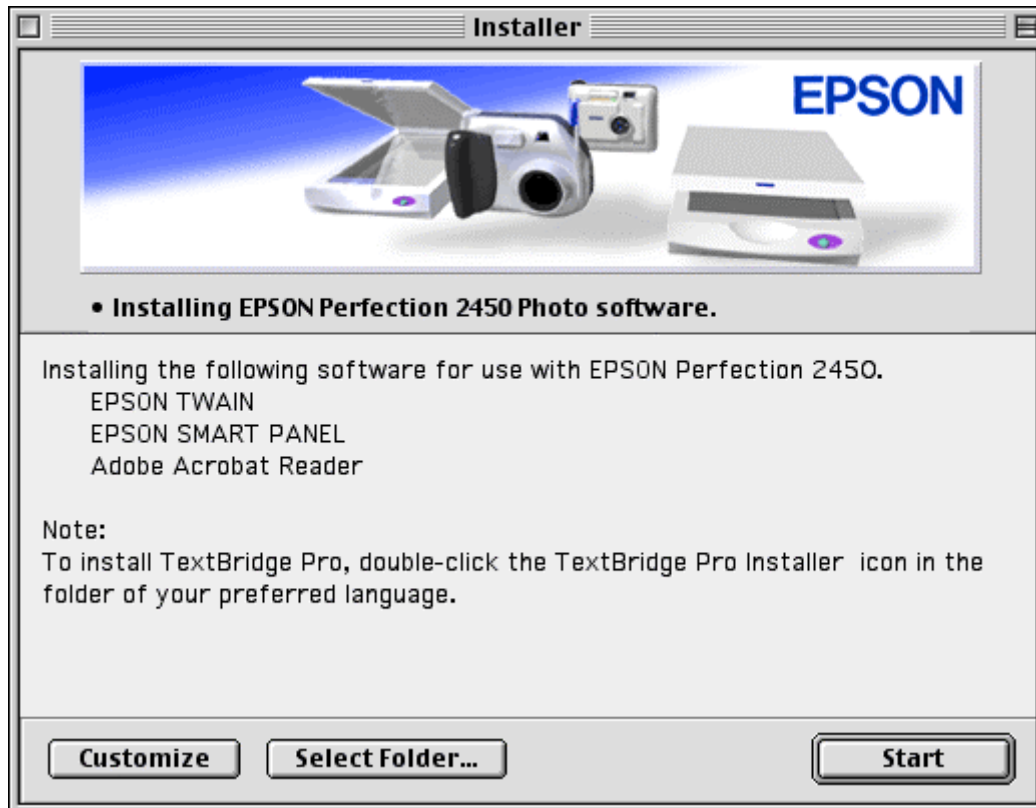 Installer
EPSON
• Installing EPSON Perfection 2450 Photo software.
Installing the following software for use with EPSON Perfection 2450.
EPSON TWAIN
EPSON SMART PANEL
Adobe Acrobat Reader
Note:
To install TextBridge Pro, double-click the TextBridge Pro Installer icon in the
folder of your preferred language.
Customize
Select Folder...
Start